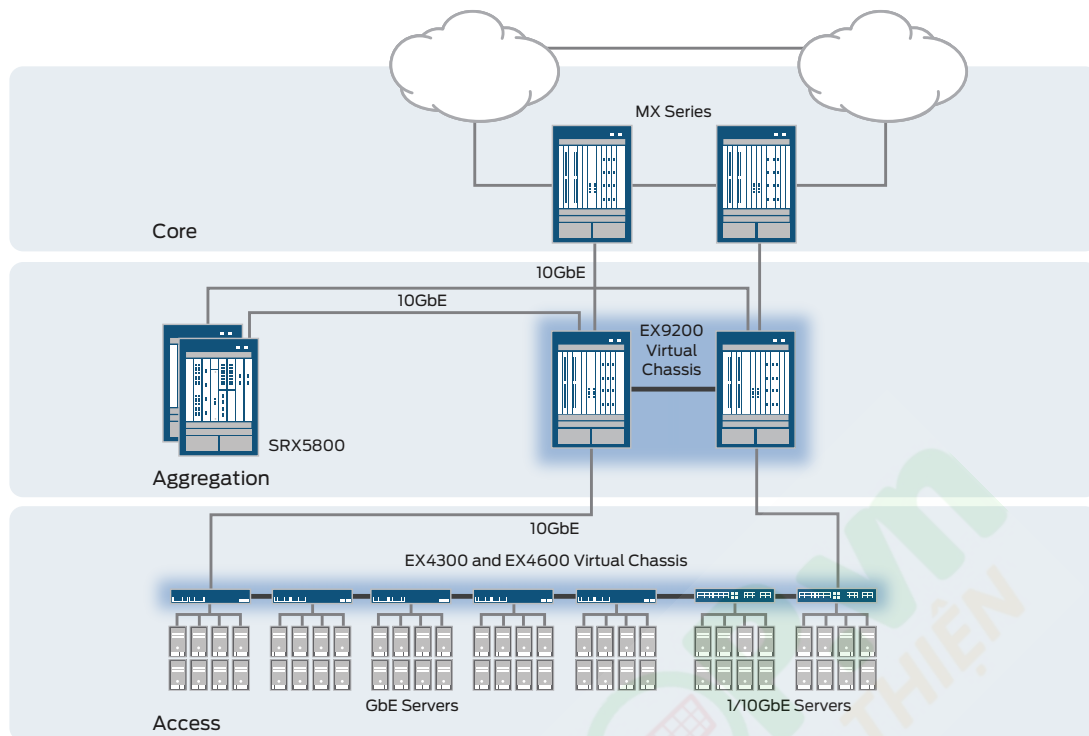 MX Series
Core
10GbE
10GbE
EX9200
Virtual
Chassis
SRX5800
Aggregation
10GbE
EX4300 and EX4600 Virtual Chassis
GbE Servers
1/10GbE Servers
Access
THIỆN